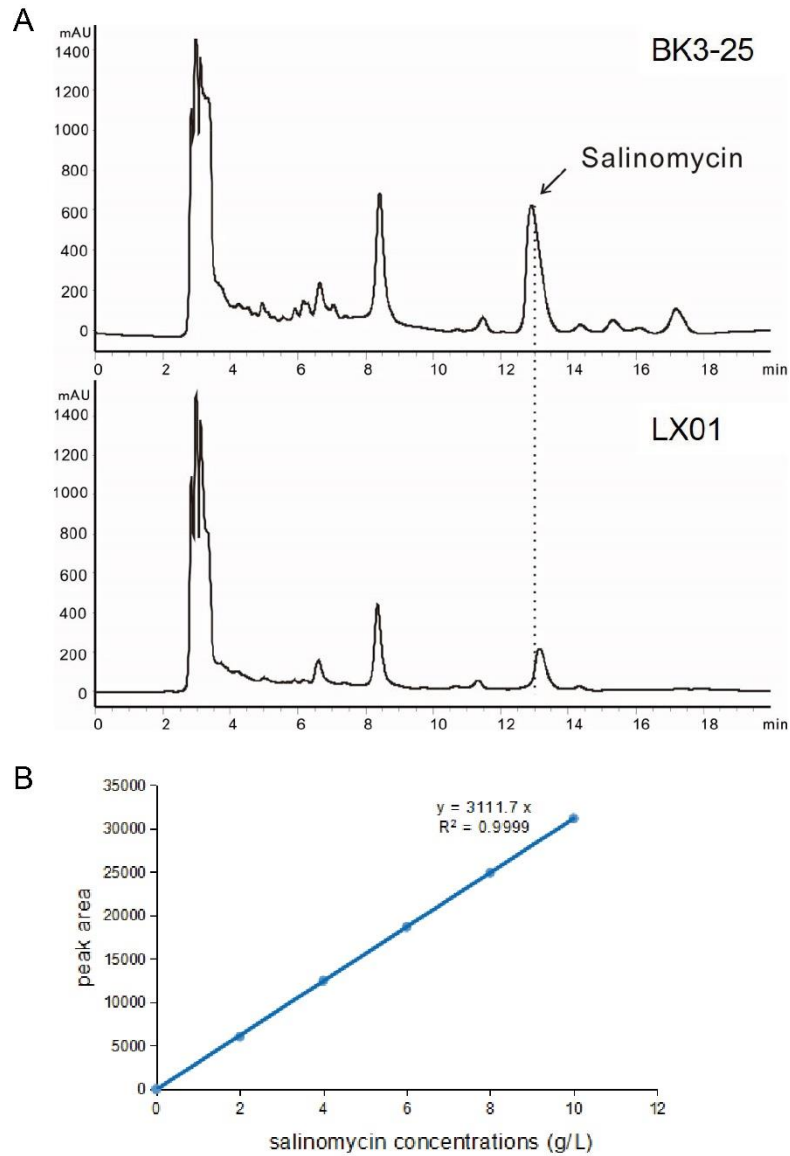 A
mAU
BK3-25
1400
1200
1000
800
600
400
200
0
Salinomycin
0 2 4 6 8 10 12 14 16 18 min
mAU
LX01
1400
1200
1000
800
600
400
200
0
0 2 4 6 8 10 12 14 16 18 min
B
35000
30000
25000
20000
15000
10000
5000
0
y = 3111.7 x
R² = 0.9999
peak area
0 2 4 6 8 10 12
salinomycin concentrations (g/L)